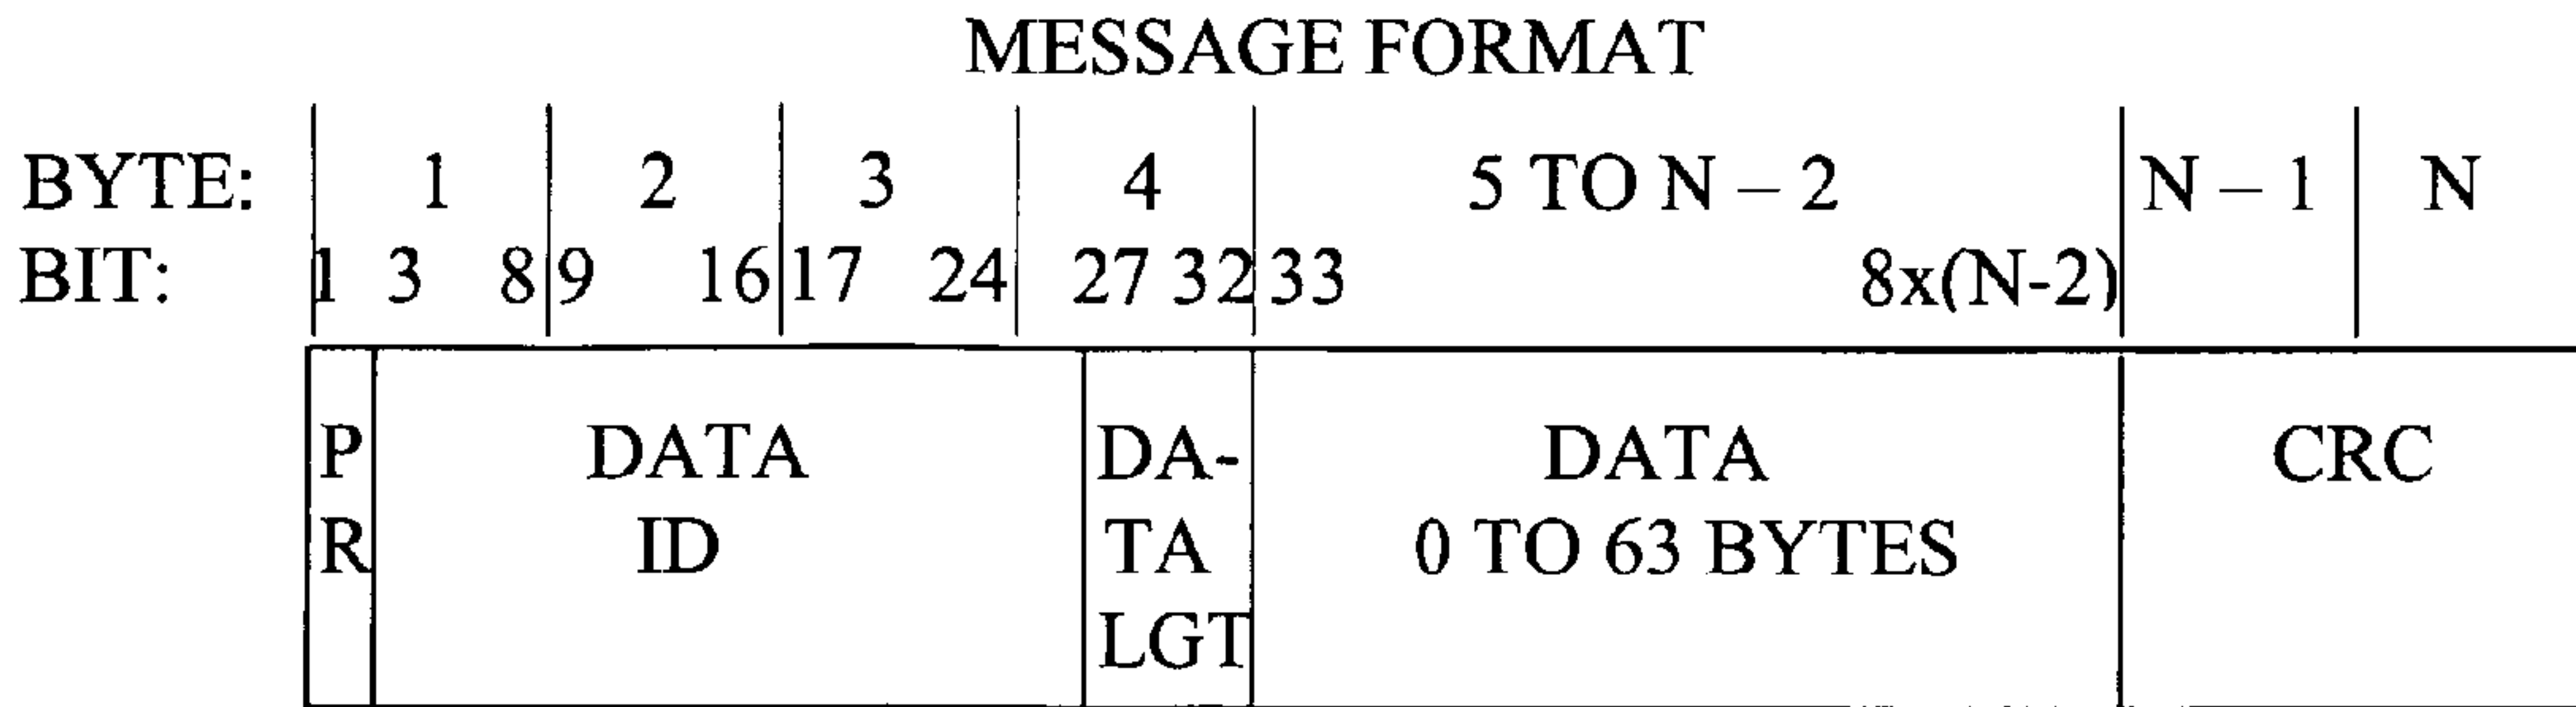 MESSAGE FORMAT
BYTE: 1 2 3 4 5 TO N – 2 N – 1 N
BIT: 1 3 8 9 16 17 24 27 32 33 8x(N-2)
P DATA DA- DATA CRC
R ID TA 0 TO 63 BYTES
LGT